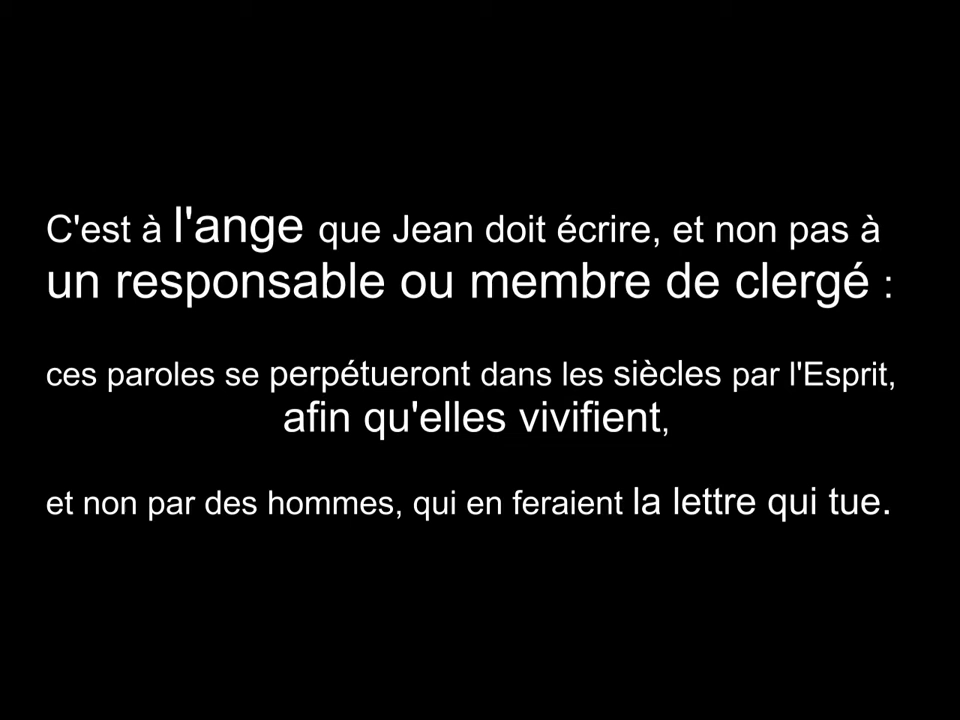 C'est à l'ange que Jean doit écrire, et non pas à
un responsable ou membre de clergé :
ces paroles se perpétueront dans les siècles par l'Esprit,
afin qu'elles vivifient,
et non par des hommes, qui en feraient la lettre qui tue.